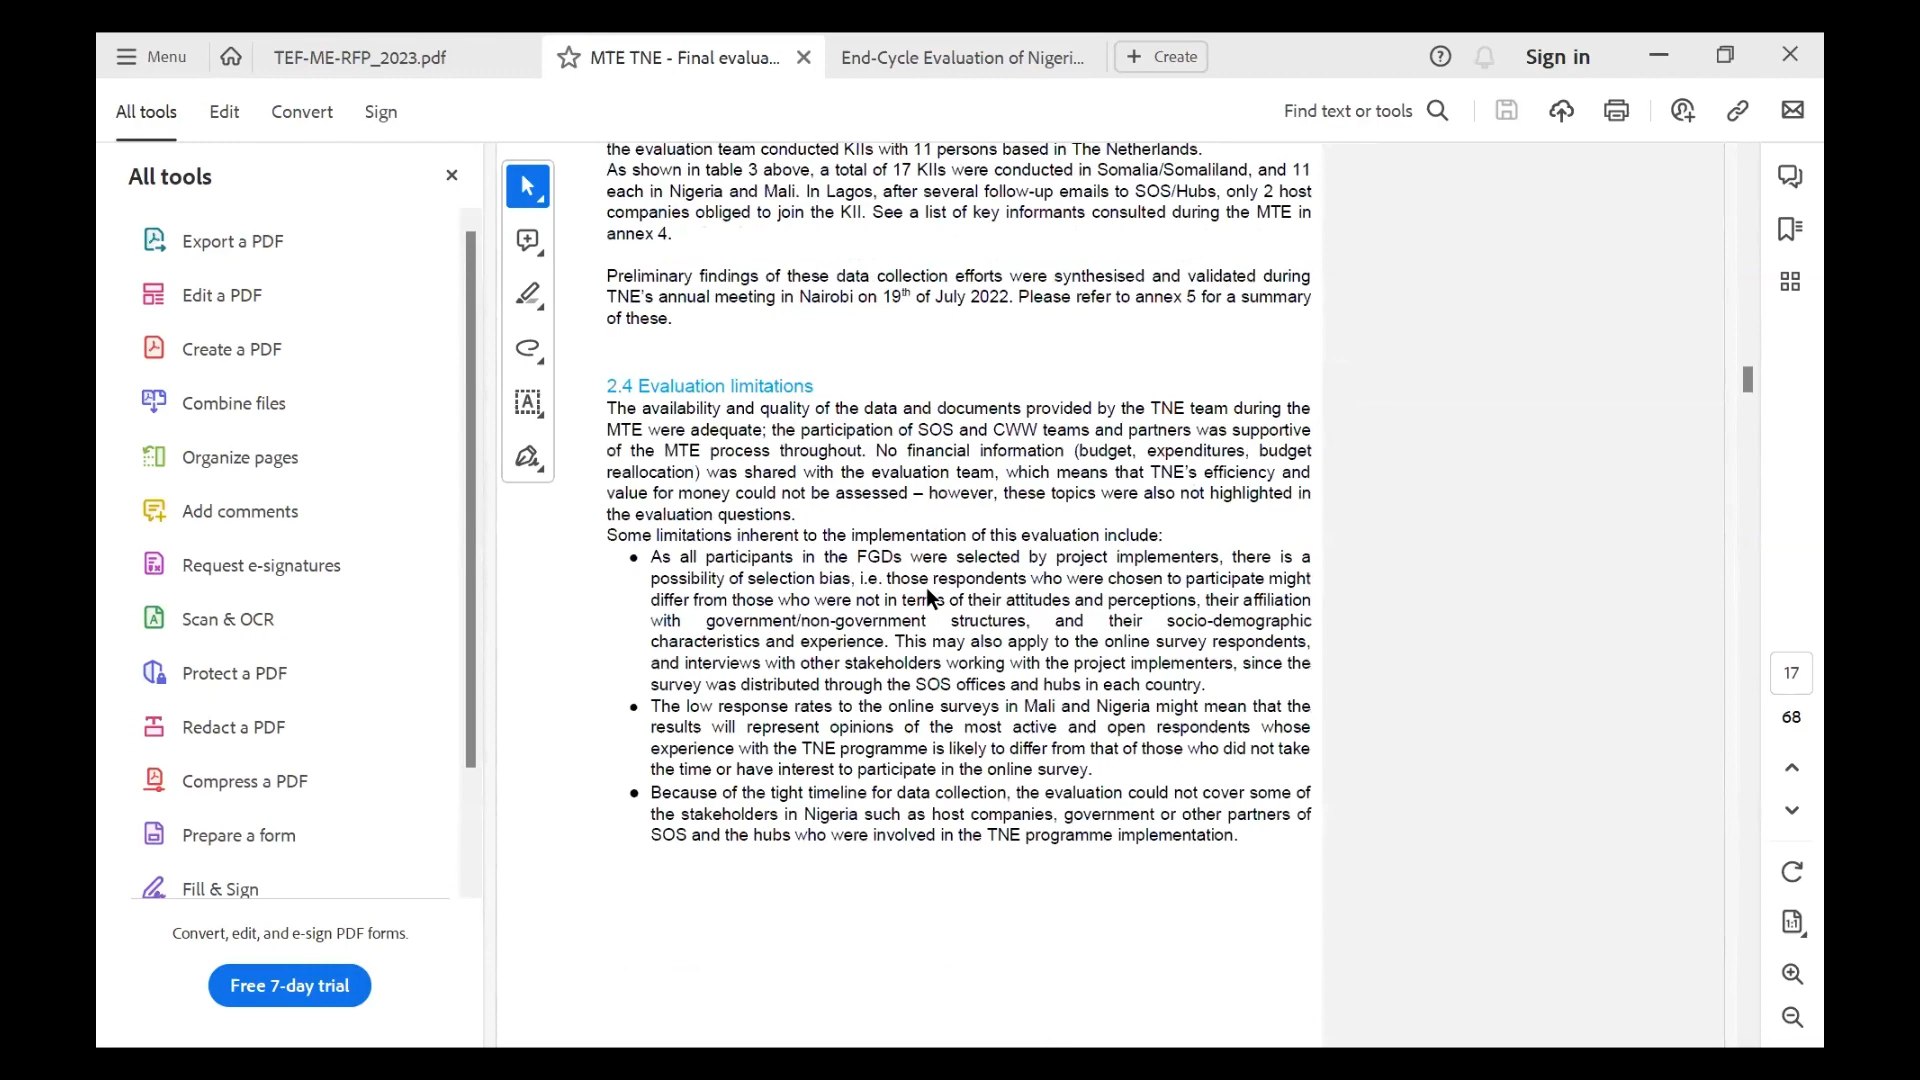 Menu
TEF-ME-RFP_2023.pdf
MTE TNE - Final evalua...
End-Cycle Evaluation of Nigeri...
Create
Sign in
All tools
Edit
Convert
Sign
Find text or tools
All tools
Export a PDF
Edit a PDF
Create a PDF
Combine files
Organize pages
Add comments
Request e-signatures
Scan & OCR
Protect a PDF
Redact a PDF
Compress a PDF
Prepare a form
Fill & Sign
Convert, edit, and e-sign PDF forms.
Free 7-day trial
the evaluation team conducted KIIs with 11 persons based in The Netherlands.
As shown in table 3 above, a total of 17 KIIs were conducted in Somalia/Somaliland, and 11
each in Nigeria and Mali. In Lagos, after several follow-up emails to SOS/Hubs, only 2 host
companies obliged to join the KII. See a list of key informants consulted during the MTE in
annex 4.
Preliminary findings of these data collection efforts were synthesised and validated during
TNE's annual meeting in Nairobi on 19th of July 2022. Please refer to annex 5 for a summary
of these.
2.4 Evaluation limitations
The availability and quality of the data and documents provided by the TNE team during the
MTE were adequate; the participation of SOS and CWW teams and partners was supportive
of the MTE process throughout. No financial information (budget, expenditures, budget
reallocation) was shared with the evaluation team, which means that TNE's efficiency and
value for money could not be assessed – however, these topics were also not highlighted in
the evaluation questions.
Some limitations inherent to the implementation of this evaluation include:
● As all participants in the FGDs were selected by project implementers, there is a
possibility of selection bias, i.e. those respondents who were chosen to participate might
differ from those who were not in terms of their attitudes and perceptions, their affiliation
with government/non-government structures, and their socio-demographic
characteristics and experience. This may also apply to the online survey respondents,
and interviews with other stakeholders working with the project implementers, since the
survey was distributed through the SOS offices and hubs in each country.
● The low response rates to the online surveys in Mali and Nigeria might mean that the
results will represent opinions of the most active and open respondents whose
experience with the TNE programme is likely to differ from that of those who did not take
the time or have interest to participate in the online survey.
● Because of the tight timeline for data collection, the evaluation could not cover some of
the stakeholders in Nigeria such as host companies, government or other partners of
SOS and the hubs who were involved in the TNE programme implementation.
17
68
1:1